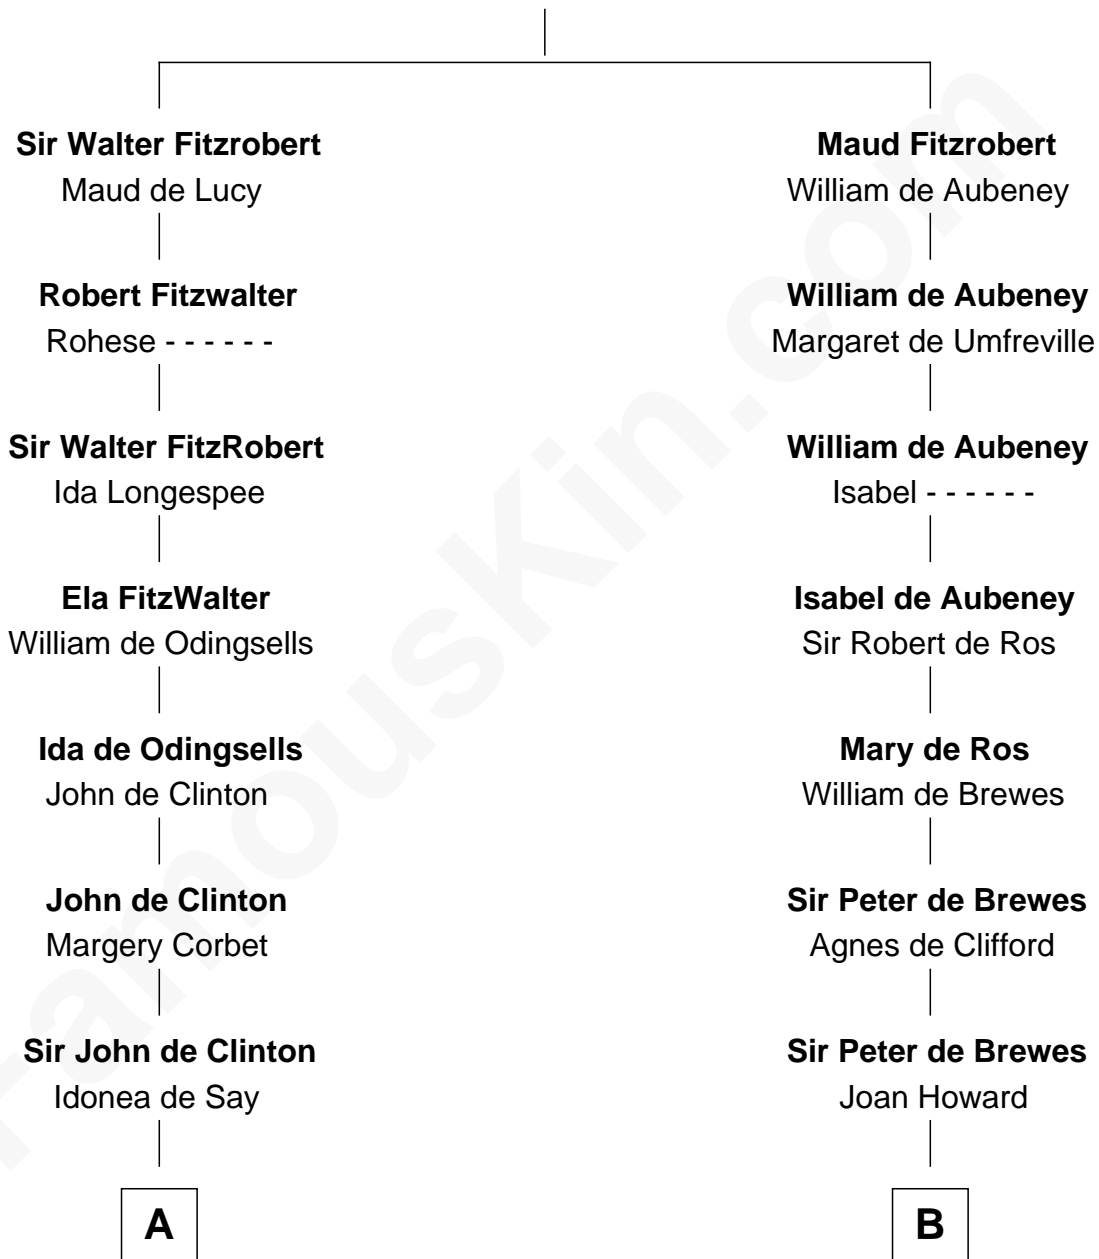 Sir Walter Fitzrobert
Maud de Lucy
Robert Fitzwalter
Rohese - - - - - -
Sir Walter FitzRobert
Ida Longespee
Ela FitzWalter
William de Odingsells
Ida de Odingsells
John de Clinton
John de Clinton
Margery Corbet
Sir John de Clinton
Idonea de Say
A
Maud Fitzrobert
William de Aubeney
William de Aubeney
Margaret de Umfreville
William de Aubeney
Isabel - - - - - -
Isabel de Aubeney
Sir Robert de Ros
Mary de Ros
William de Brewes
Sir Peter de Brewes
Agnes de Clifford
Sir Peter de Brewes
Joan Howard
B
FamousKin.com